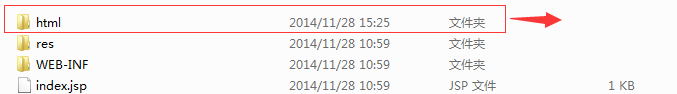 html 2014/11/28 15:25 文件夹
res 2014/11/28 10:59 文件夹
WEB-INF 2014/11/28 10:59 文件夹
index.jsp 2014/11/28 10:59 JSP 文件 1 KB